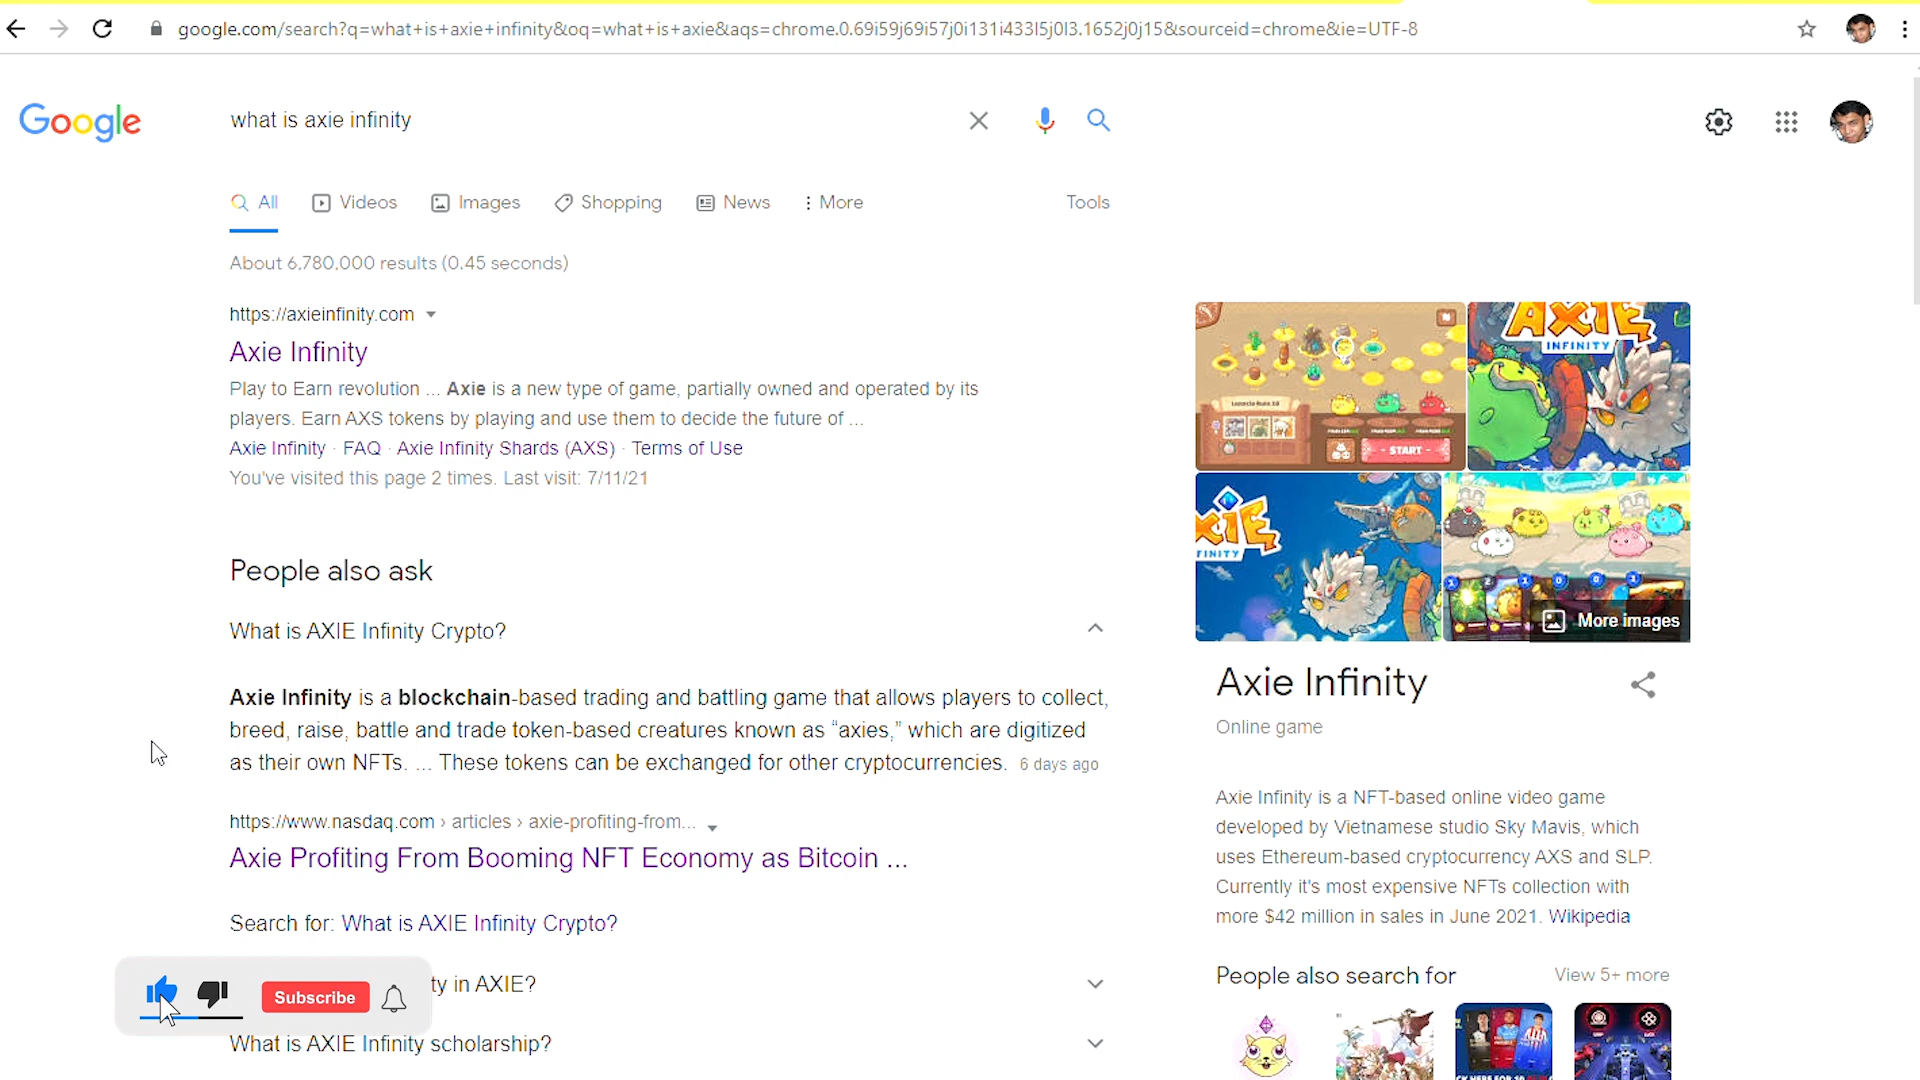 google.com/search?q=what+is+axie+infinity&oq=what+is+axie&aqs=chrome.0.69i59j69i57j0i131i433l5j0l3.1652j0j15&sourceid=chrome&ie=UTF-8
Google
what is axie infinity
All
Videos
Images
Shopping
News
More
Tools
About 6,780,000 results (0.45 seconds)
https://axieinfinity.com
Axie Infinity
Play to Earn revolution ... Axie is a new type of game, partially owned and operated by its
players. Earn AXS tokens by playing and use them to decide the future of ...
Axie Infinity · FAQ · Axie Infinity Shards (AXS) · Terms of Use
You've visited this page 2 times. Last visit: 7/11/21
People also ask
What is AXIE Infinity Crypto?
Axie Infinity is a blockchain-based trading and battling game that allows players to collect,
breed, raise, battle and trade token-based creatures known as “axies,” which are digitized
as their own NFTs. ... These tokens can be exchanged for other cryptocurrencies. 6 days ago
https://www.nasdaq.com › articles › axie-profiting-from...
Axie Profiting From Booming NFT Economy as Bitcoin ...
Search for: What is AXIE Infinity Crypto?
ty in AXIE?
Subscribe
What is AXIE Infinity scholarship?
START
AXIE
INFINITY
XIE
FINITY
More images
Axie Infinity
Online game
Axie Infinity is a NFT-based online video game
developed by Vietnamese studio Sky Mavis, which
uses Ethereum-based cryptocurrency AXS and SLP.
Currently it's most expensive NFTs collection with
more $42 million in sales in June 2021. Wikipedia
People also search for
View 5+ more